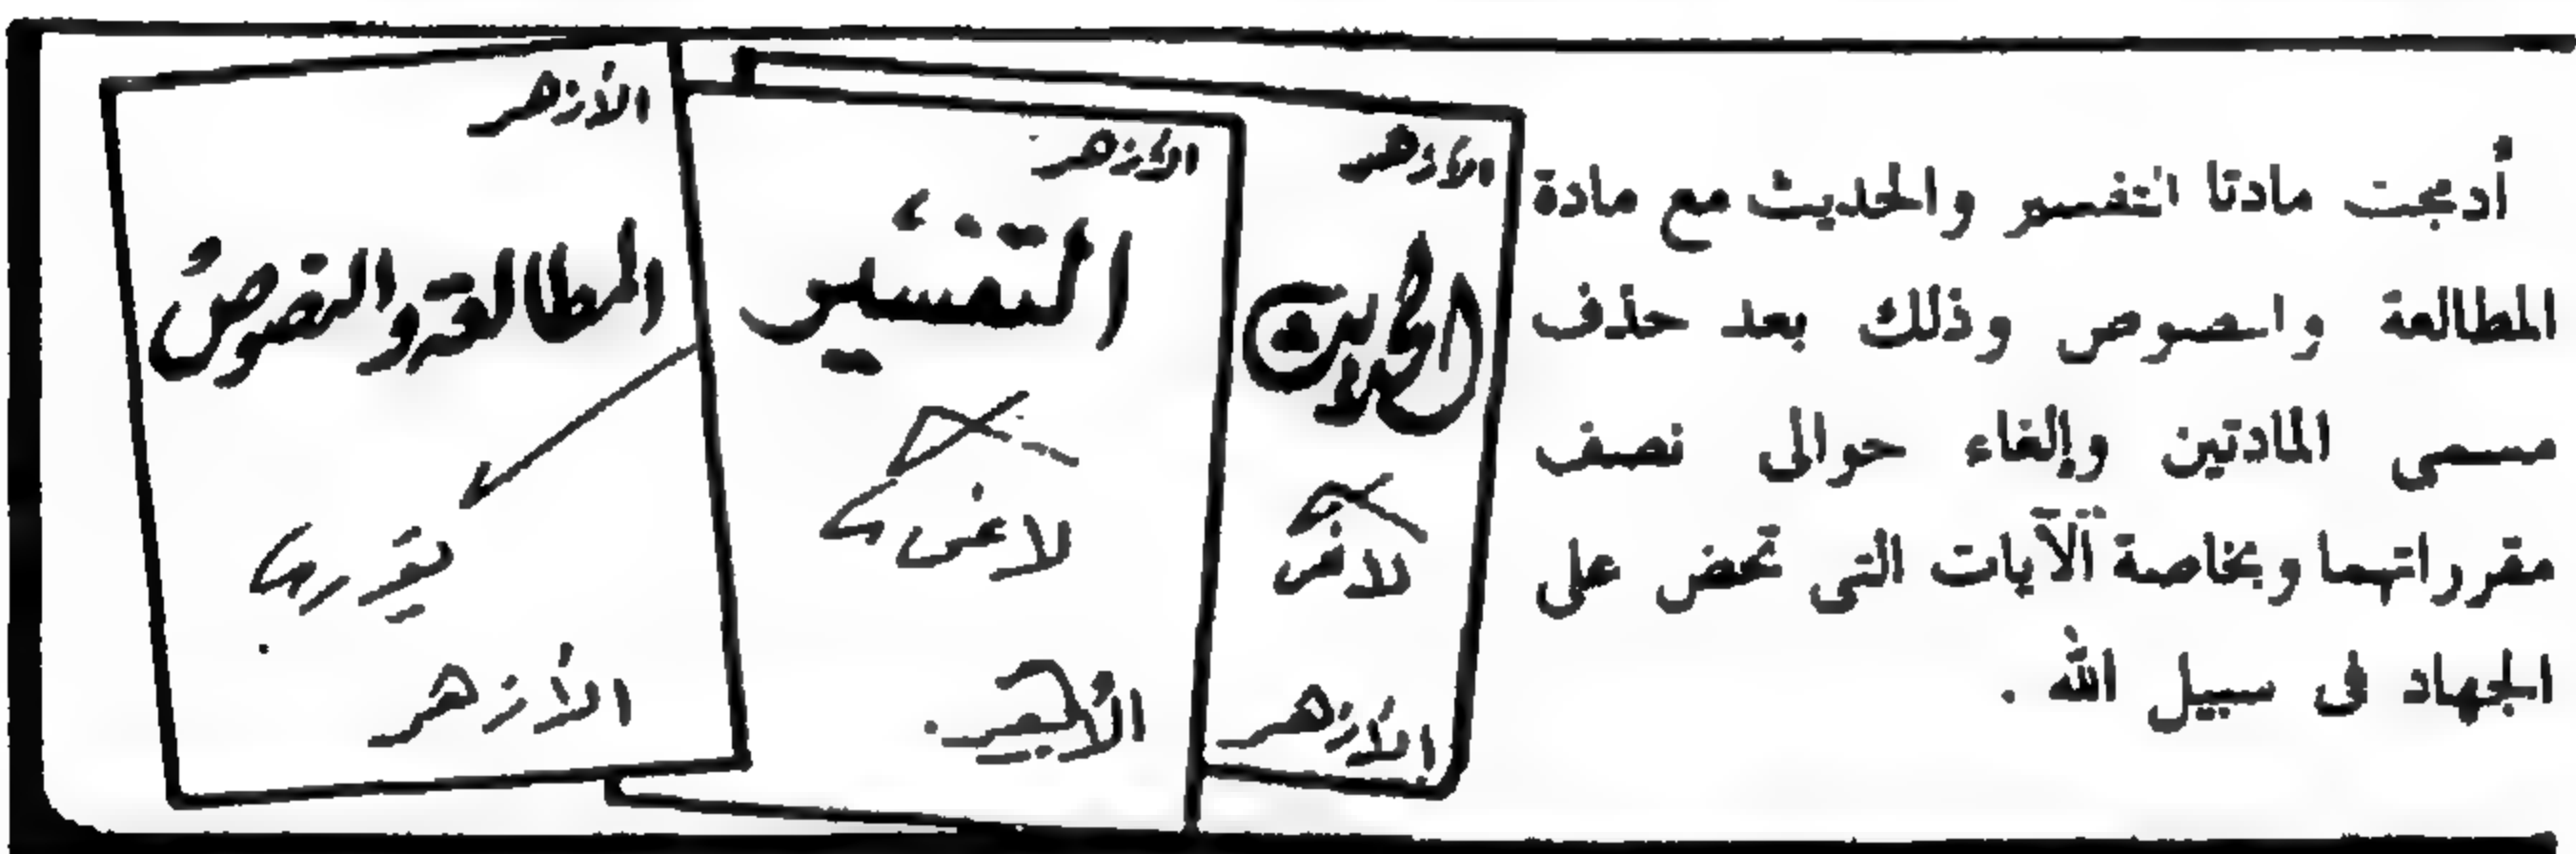 أدمجت مادتا التفسير والحديث مع مادة
المطالعة والنصوص وذلك بعد حذف
مسمى المادتين وإلغاء حوالى نصف
مقرراتهما وبخاصة الآيات التى تحض على
الجهاد فى سبيل الله .
الأزهر
الحديث
الأزهر
الأزهر
التفسير
الأزهر
المطالعة والنصوص
الأزهر